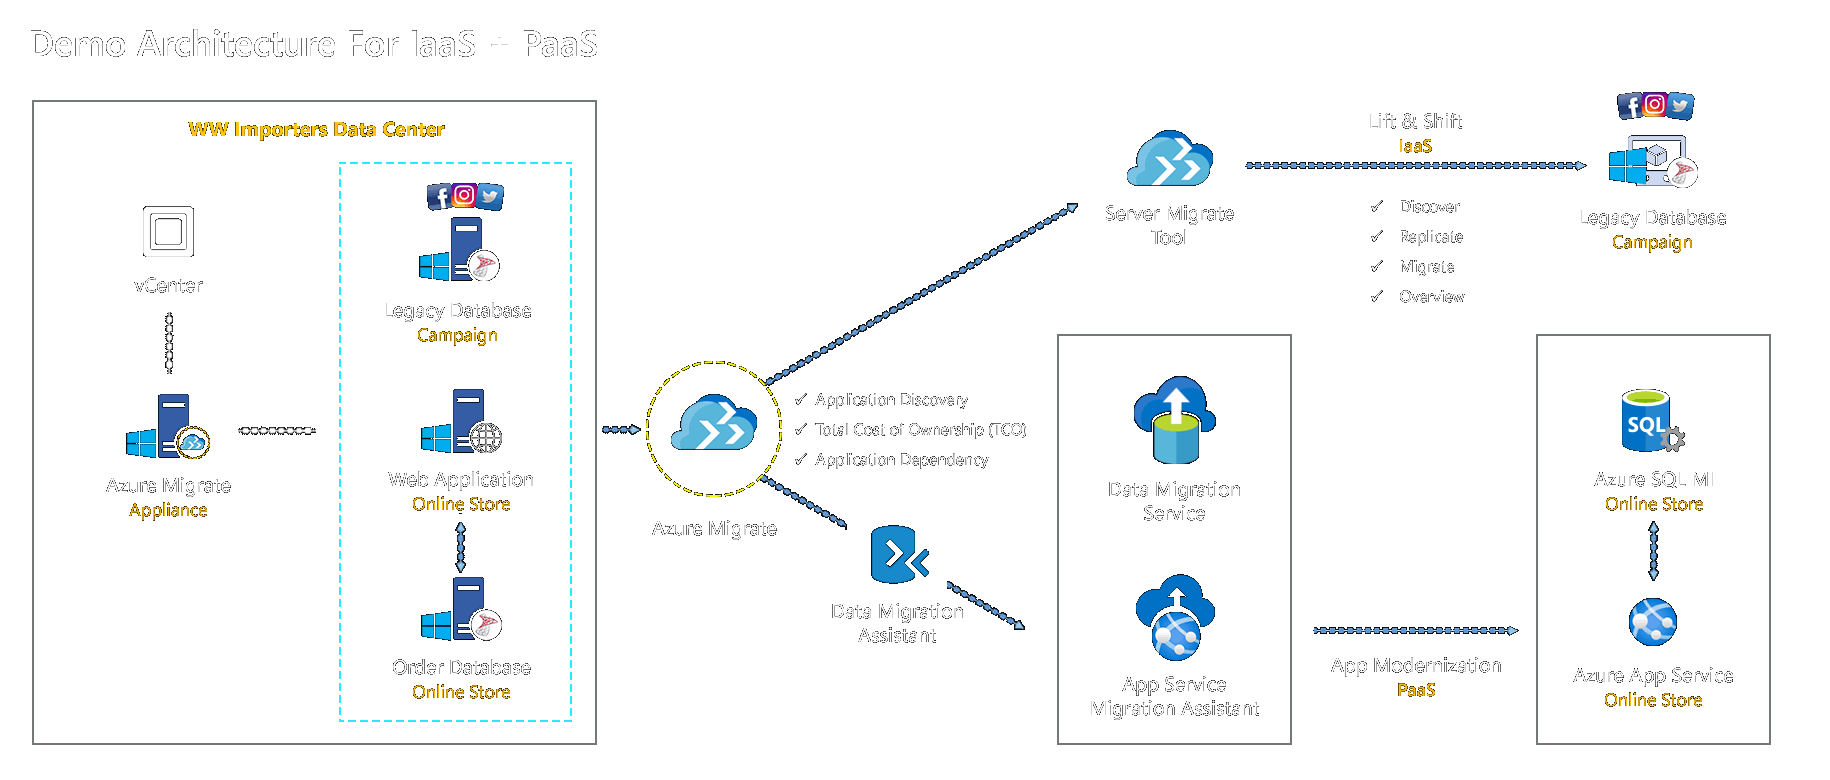 Demo Architecture For IaaS + PaaS
WW Importers Data Center
vCenter
Azure Migrate
Appliance
Legacy Database
Campaign
Web Application
Online Store
Order Database
Online Store
Azure Migrate
✓ Application Discovery
✓ Total Cost of Ownership (TCO)
✓ Application Dependency
Server Migrate
Tool
Lift & Shift
IaaS
✓ Discover
✓ Replicate
✓ Migrate
✓ Overview
Legacy Database
Campaign
Data Migration
Assistant
Data Migration
Service
App Service
Migration Assistant
App Modernization
PaaS
SQL
Azure SQL MI
Online Store
Azure App Service
Online Store